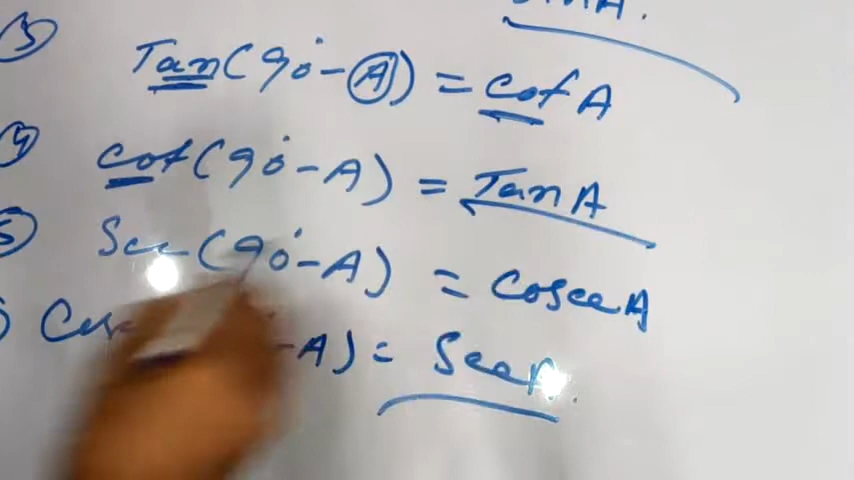 A.
③ Tan(90°-A) = cot A
④ cot(90°-A) = Tan A
⑤ Sec(90°-A) = Cosec A
-A) = Sec A.